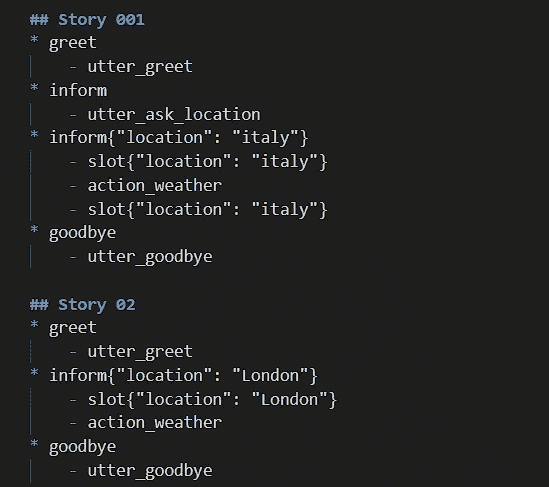 ## Story 001
* greet
- utter_greet
* inform
- utter_ask_location
* inform{"location": "italy"}
- slot{"location": "italy"}
- action_weather
- slot{"location": "italy"}
* goodbye
- utter_goodbye
## Story 02
* greet
- utter_greet
* inform{"location": "London"}
- slot{"location": "London"}
- action_weather
* goodbye
- utter_goodbye